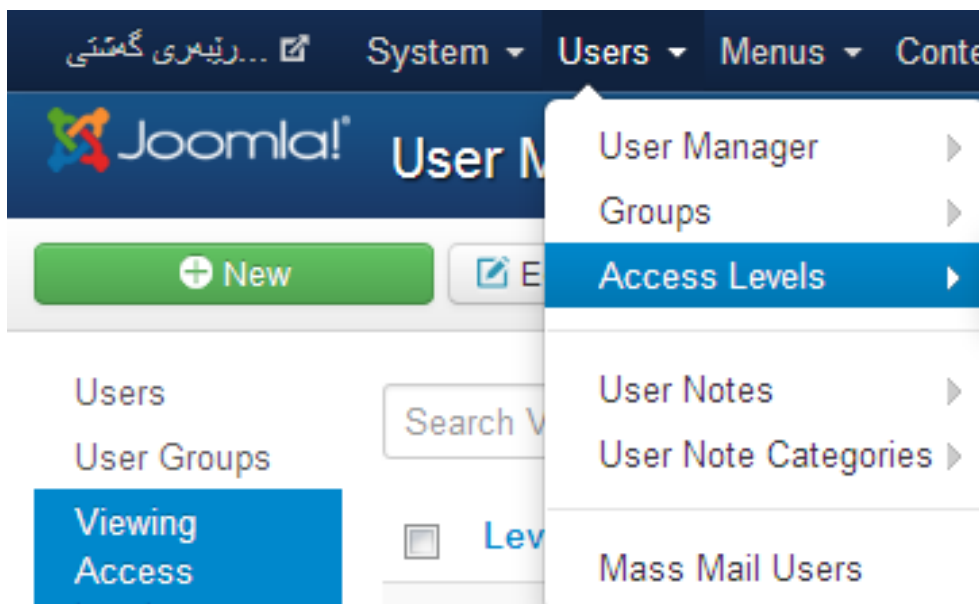 رێبەری گەشتی... System Users Menus Conte
Joomla! User M
User Manager
Groups
New E Access Levels
Users
User Groups
Viewing
Access
Search V
Lev
User Notes
User Note Categories
Mass Mail Users